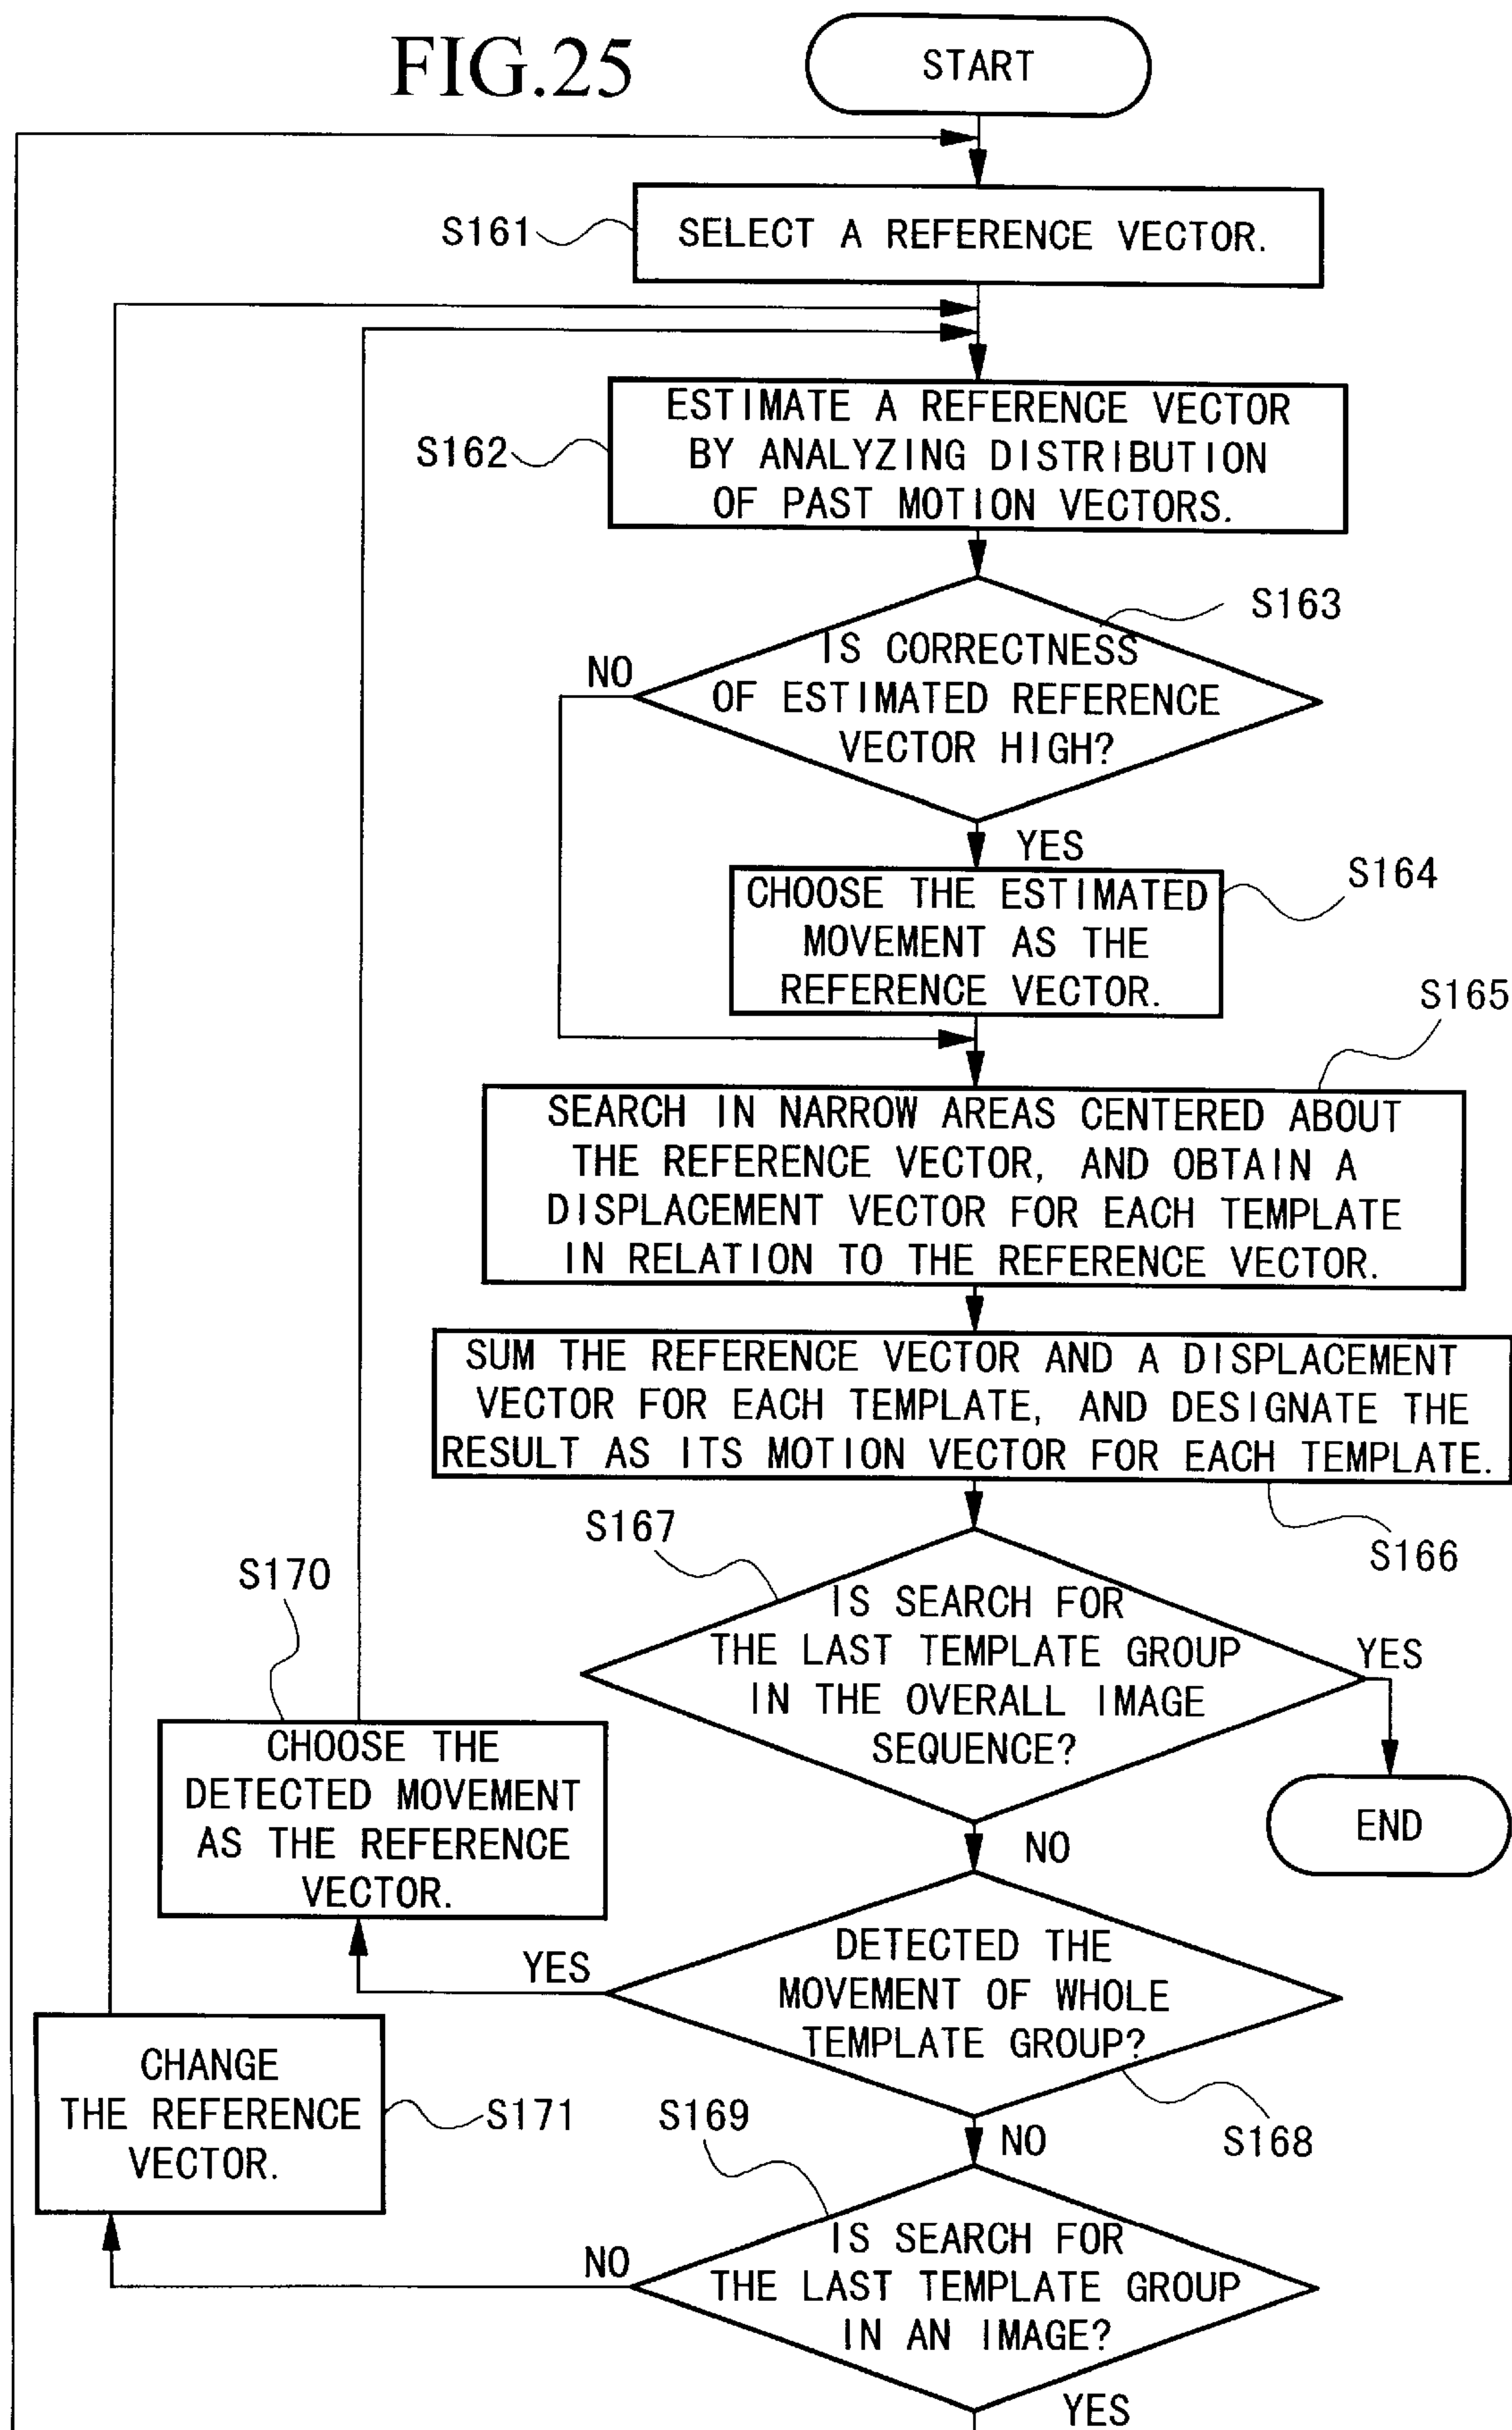 FIG.25
START
S161
SELECT A REFERENCE VECTOR.
S162
ESTIMATE A REFERENCE VECTOR
BY ANALYZING DISTRIBUTION
OF PAST MOTION VECTORS.
S163
IS CORRECTNESS
OF ESTIMATED REFERENCE
VECTOR HIGH?
NO
YES
S164
CHOOSE THE ESTIMATED
MOVEMENT AS THE
REFERENCE VECTOR.
S165
SEARCH IN NARROW AREAS CENTERED ABOUT
THE REFERENCE VECTOR, AND OBTAIN A
DISPLACEMENT VECTOR FOR EACH TEMPLATE
IN RELATION TO THE REFERENCE VECTOR.
SUM THE REFERENCE VECTOR AND A DISPLACEMENT
VECTOR FOR EACH TEMPLATE, AND DESIGNATE THE
RESULT AS ITS MOTION VECTOR FOR EACH TEMPLATE.
S166
S167
IS SEARCH FOR
THE LAST TEMPLATE GROUP
IN THE OVERALL IMAGE
SEQUENCE?
YES
END
NO
S170
CHOOSE THE
DETECTED MOVEMENT
AS THE REFERENCE
VECTOR.
DETECTED THE
MOVEMENT OF WHOLE
TEMPLATE GROUP?
YES
S168
NO
CHANGE
THE REFERENCE
VECTOR.
S171
S169
IS SEARCH FOR
THE LAST TEMPLATE GROUP
IN AN IMAGE?
NO
YES